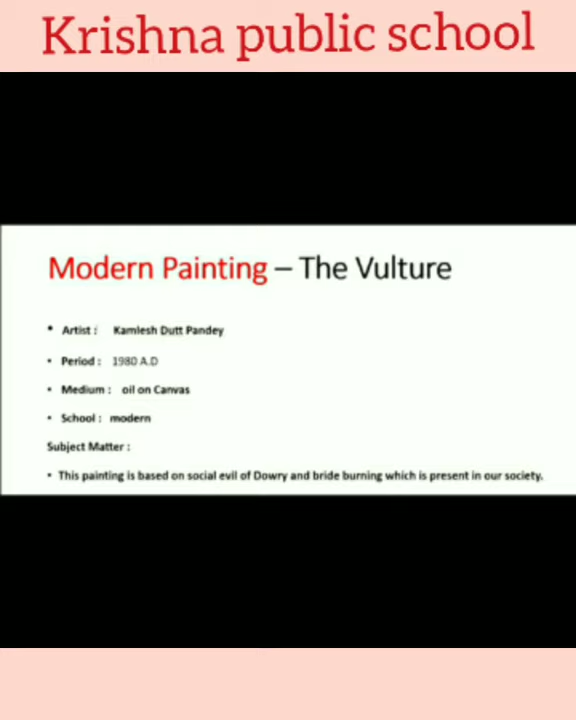 Krishna public school
Modern Painting – The Vulture
• Artist : Kamlesh Dutt Pandey
• Period : 1980 A.D
• Medium : oil on Canvas
• School : modern
Subject Matter :
• This painting is based on social evil of Dowry and bride burning which is present in our society.